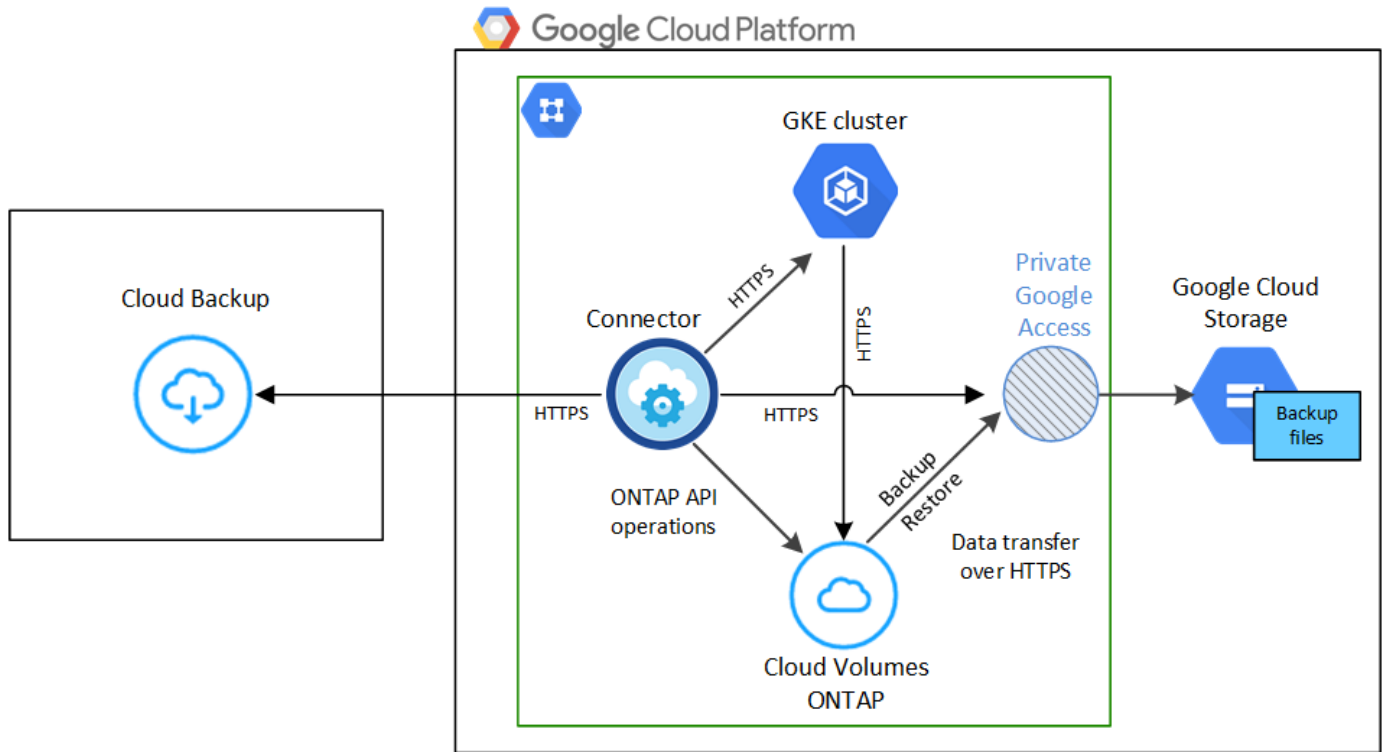 Google Cloud Platform
GKE cluster
Cloud Backup
Connector
HTTPS
HTTPS
Private
Google
Access
Google Cloud
Storage
Backup
files
HTTPS
HTTPS
ONTAP API
operations
Backup
Restore
Data transfer
over HTTPS
Cloud Volumes
ONTAP